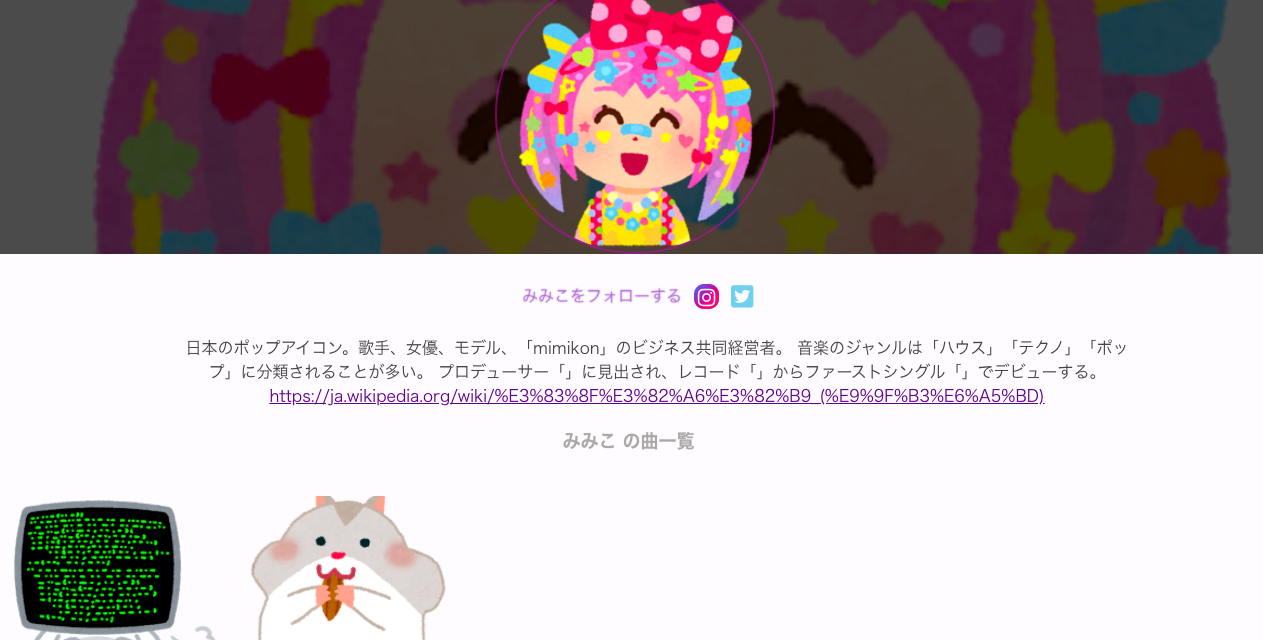 みみこをフォローする
日本のポップアイコン。歌手、女優、モデル、「mimikon」のビジネス共同経営者。 音楽のジャンルは「ハウス」「テクノ」「ポッ
プ」に分類されることが多い。 プロデューサー「」に見出され、レコード「」からファーストシングル「」でデビューする。
https://ja.wikipedia.org/wiki/%E3%83%8F%E3%82%A6%E3%82%B9_(%E9%9F%B3%E6%A5%BD)
みみこ の曲一覧